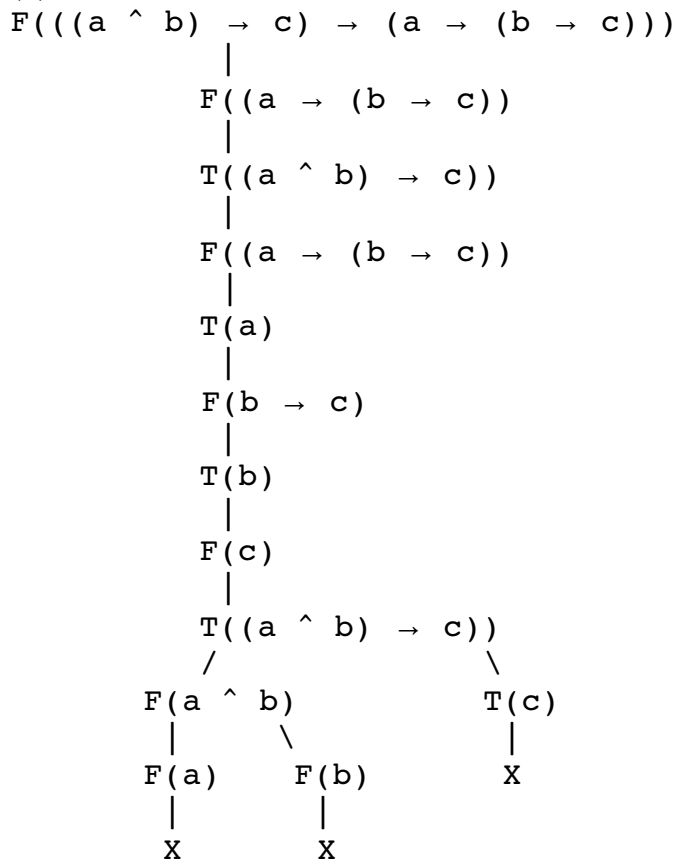 F(((a ^ b) → c) → (a → (b → c)))
|
F((a → (b → c))
|
T((a ^ b) → c))
|
F((a → (b → c))
|
T(a)
|
F(b → c)
|
T(b)
|
F(c)
|
T((a ^ b) → c))
/ \
F(a ^ b) T(c)
| \ |
F(a) F(b) X
| |
X X